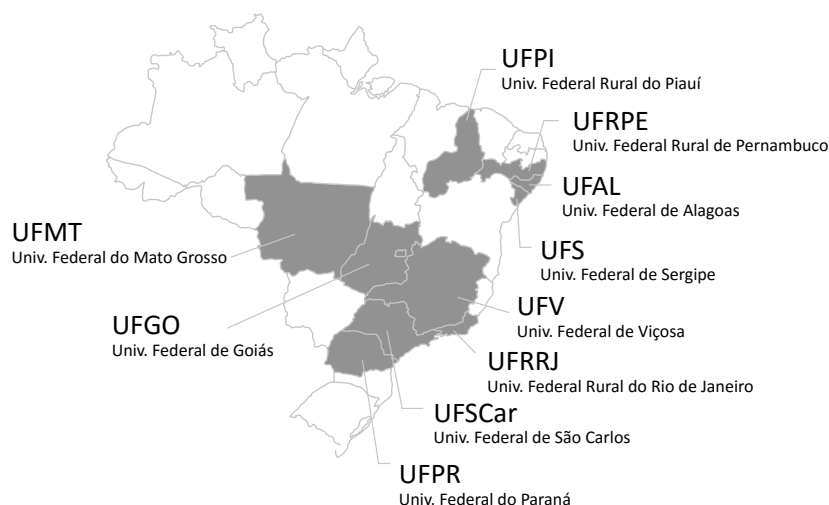 UFPI
Univ. Federal Rural do Piauí
UFRPE
Univ. Federal Rural de Pernambuco
UFAL
Univ. Federal de Alagoas
UFS
Univ. Federal de Sergipe
UFMT
Univ. Federal do Mato Grosso
UFV
Univ. Federal de Viçosa
UFGO
Univ. Federal de Goiás
UFRRJ
Univ. Federal Rural do Rio de Janeiro
UFSCar
Univ. Federal de São Carlos
UFPR
Univ. Federal do Paraná